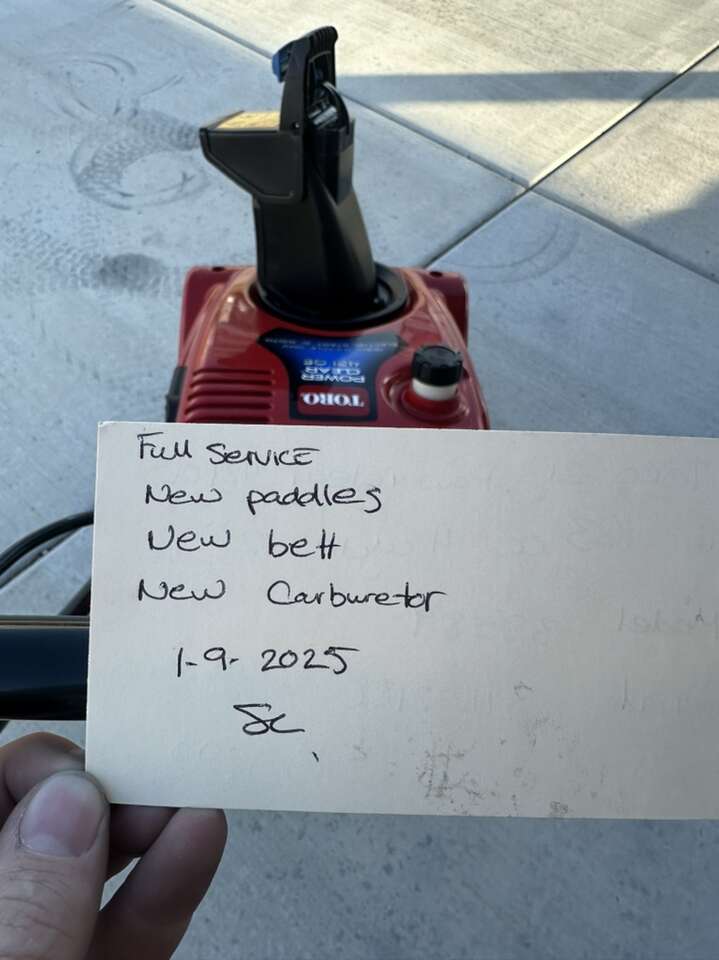 TORO
POWER
CLEAR
Full Service
New paddles
New belt
New Carburetor
1-9-2025
SC